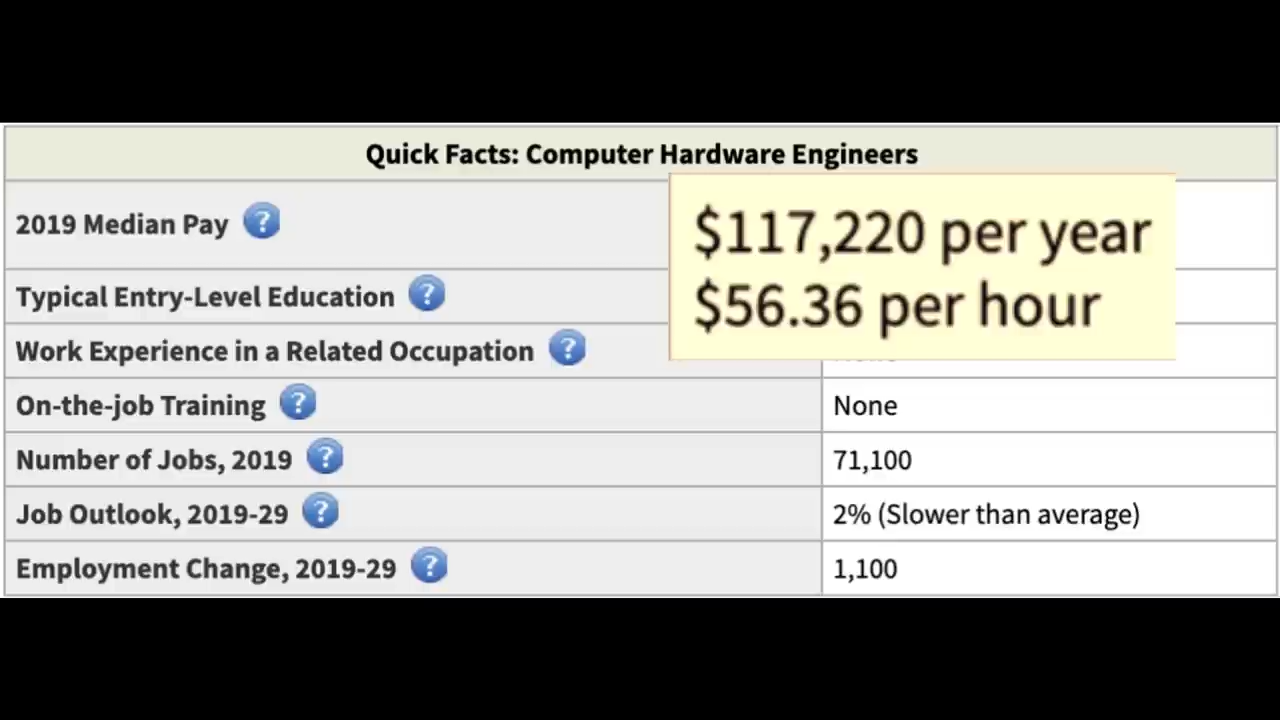 Quick Facts: Computer Hardware Engineers
2019 Median Pay ?
$117,220 per year
$56.36 per hour
Typical Entry-Level Education ?
Work Experience in a Related Occupation ?
On-the-job Training ? None
Number of Jobs, 2019 ? 71,100
Job Outlook, 2019-29 ? 2% (Slower than average)
Employment Change, 2019-29 ? 1,100